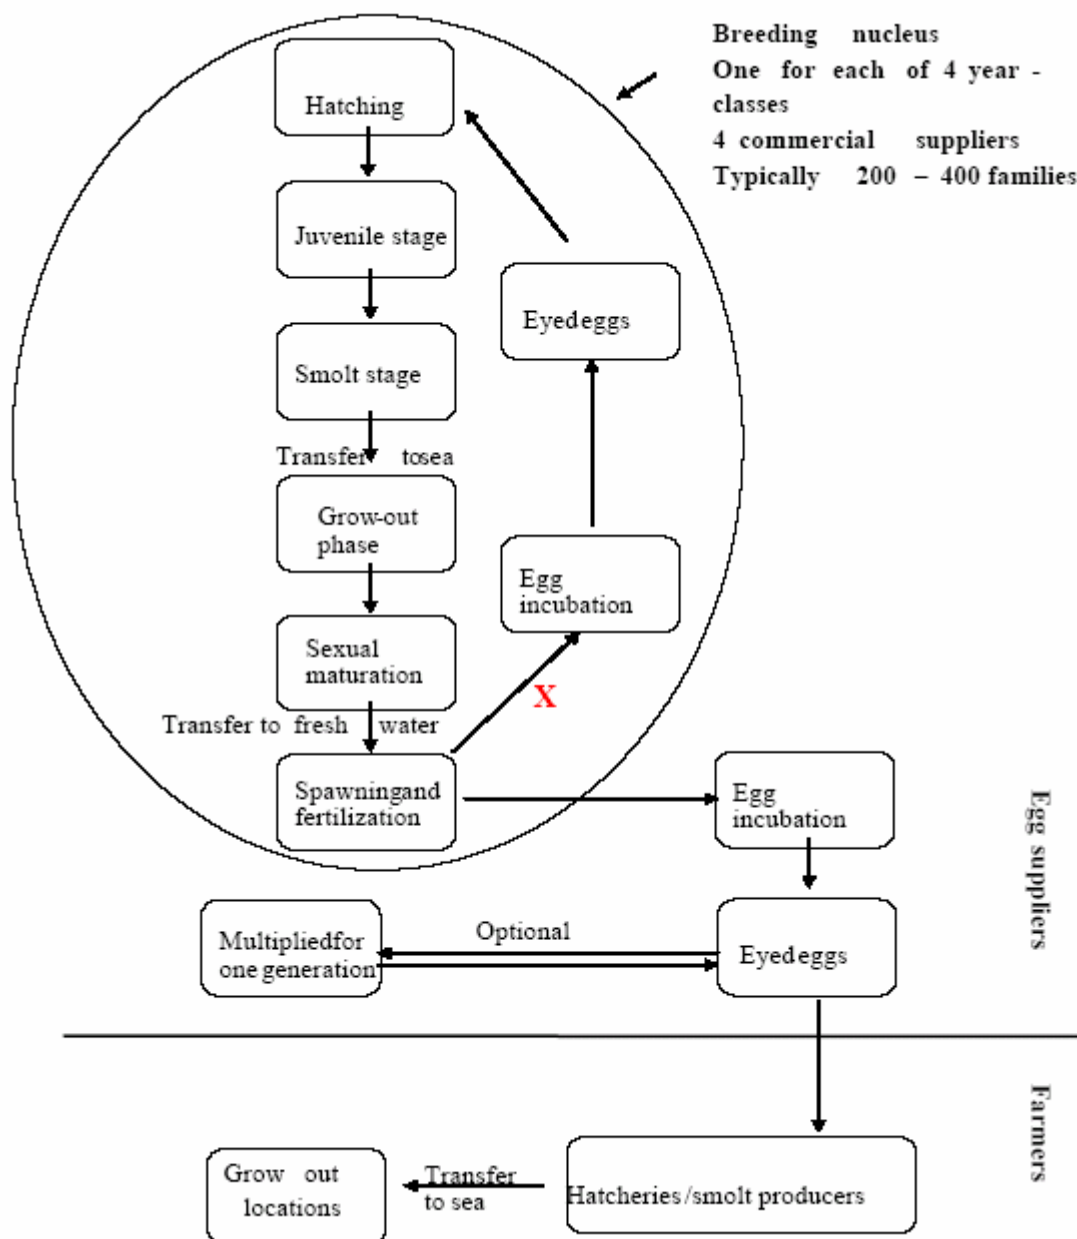 Breeding nucleus
One for each of 4 year -
classes
4 commercial suppliers
Typically 200 – 400 families
Hatching
Juvenile stage
Eyedeggs
Smolt stage
Transfer tosea
Grow-out
phase
Egg
incubation
Sexual
maturation
X
Transfer to fresh water
Spawningand
fertilization
Egg
incubation
Egg suppliers
Multipliedfor
one generation
Optional
Eyedeggs
Farmers
Grow out
locations
Transfer
to sea
Hatcheries/smolt producers